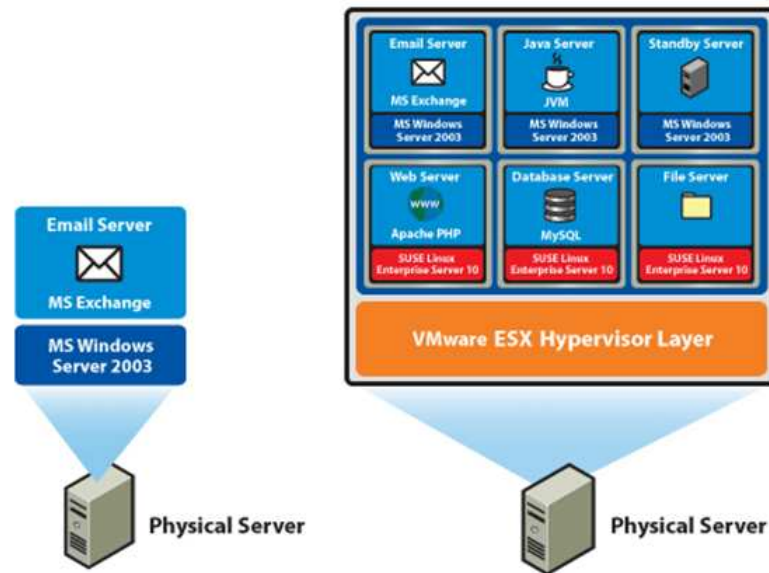 Email Server
MS Exchange
MS Windows
Server 2003
Physical Server
Email Server
MS Exchange
MS Windows
Server 2003
Java Server
JVM
MS Windows
Server 2003
Standby Server
MS Windows
Server 2003
Web Server
www
Apache PHP
SUSE Linux
Enterprise Server 10
Database Server
MySQL
SUSE Linux
Enterprise Server 10
File Server
SUSE Linux
Enterprise Server 10
VMware ESX Hypervisor Layer
Physical Server